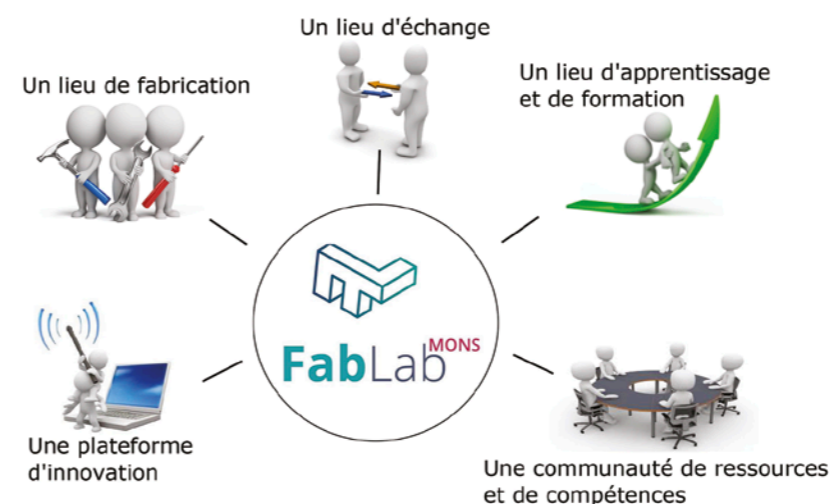 Un lieu d'échange
Un lieu de fabrication
Un lieu d'apprentissage
et de formation
FabLab MONS
Une plateforme
d'innovation
Une communauté de ressources
et de compétences